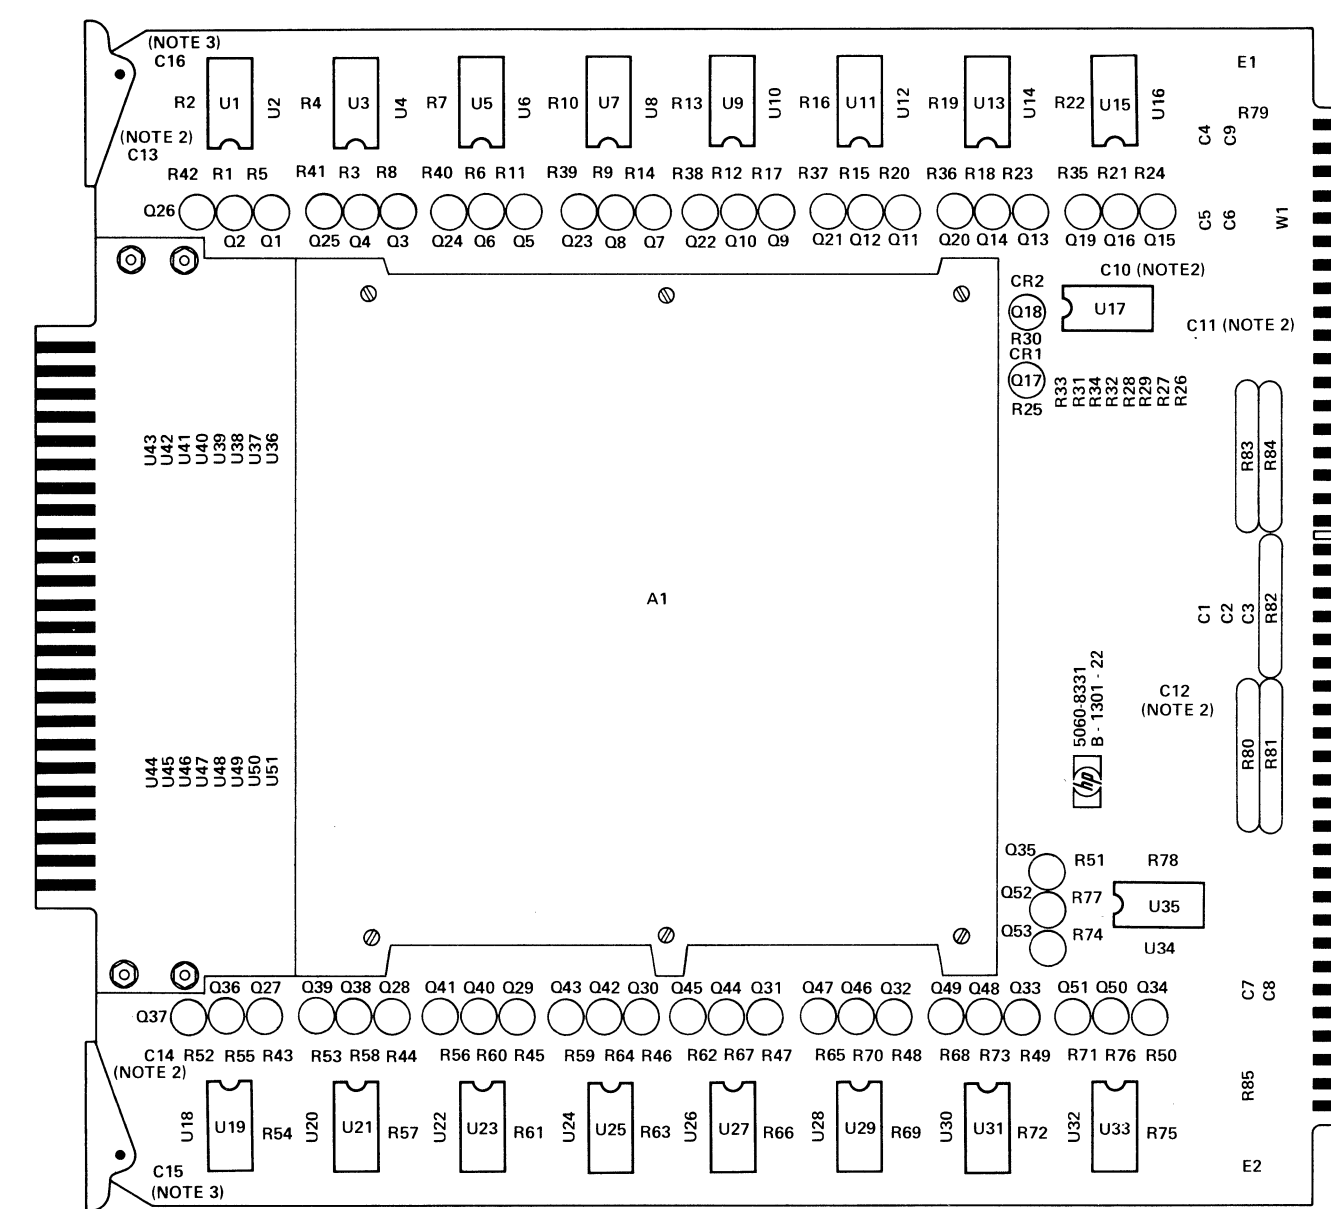 (NOTE 3)
C16
E1
R2 U1 U2 R4 U3 U4 R7 U5 U6 R10 U7 U8 R13 U9 U10 R16 U11 U12 R19 U13 U14 R22 U15 U16
R79
C4 C9
(NOTE 2)
C13
R42 R1 R5 R41 R3 R8 R40 R6 R11 R39 R9 R14 R38 R12 R17 R37 R15 R20 R36 R18 R23 R35 R21 R24
Q26
C5 C6 W1
Q2 Q1 Q25 Q4 Q3 Q24 Q6 Q5 Q23 Q8 Q7 Q22 Q10 Q9 Q21 Q12 Q11 Q20 Q14 Q13 Q19 Q16 Q15
C10 (NOTE2)
CR2
Q18
U17
C11 (NOTE 2)
R30
CR1
Q17
R25
R33
R31
R34
R32
R28
R29
R27
R26
U43
U42
U41
U40
U39
U38
U37
U36
R83
R84
A1
C1
C2
C3
R82
5060-8331
B - 1301 - 22
C12
(NOTE 2)
hp
R80
R81
U44
U45
U46
U47
U48
U49
U50
U51
Q35 R51 R78
Q52 R77 U35
Q53 R74
U34
Q36 Q27 Q39 Q38 Q28 Q41 Q40 Q29 Q43 Q42 Q30 Q45 Q44 Q31 Q47 Q46 Q32 Q49 Q48 Q33 Q51 Q50 Q34
C7 C8
Q37
C14 R52 R55 R43 R53 R58 R44 R56 R60 R45 R59 R64 R46 R62 R67 R47 R65 R70 R48 R68 R73 R49 R71 R76 R50
(NOTE 2)
R85
U18 U19 R54 U20 U21 R57 U22 U23 R61 U24 U25 R63 U26 U27 R66 U28 U29 R69 U30 U31 R72 U32 U33 R75
C15
E2
(NOTE 3)